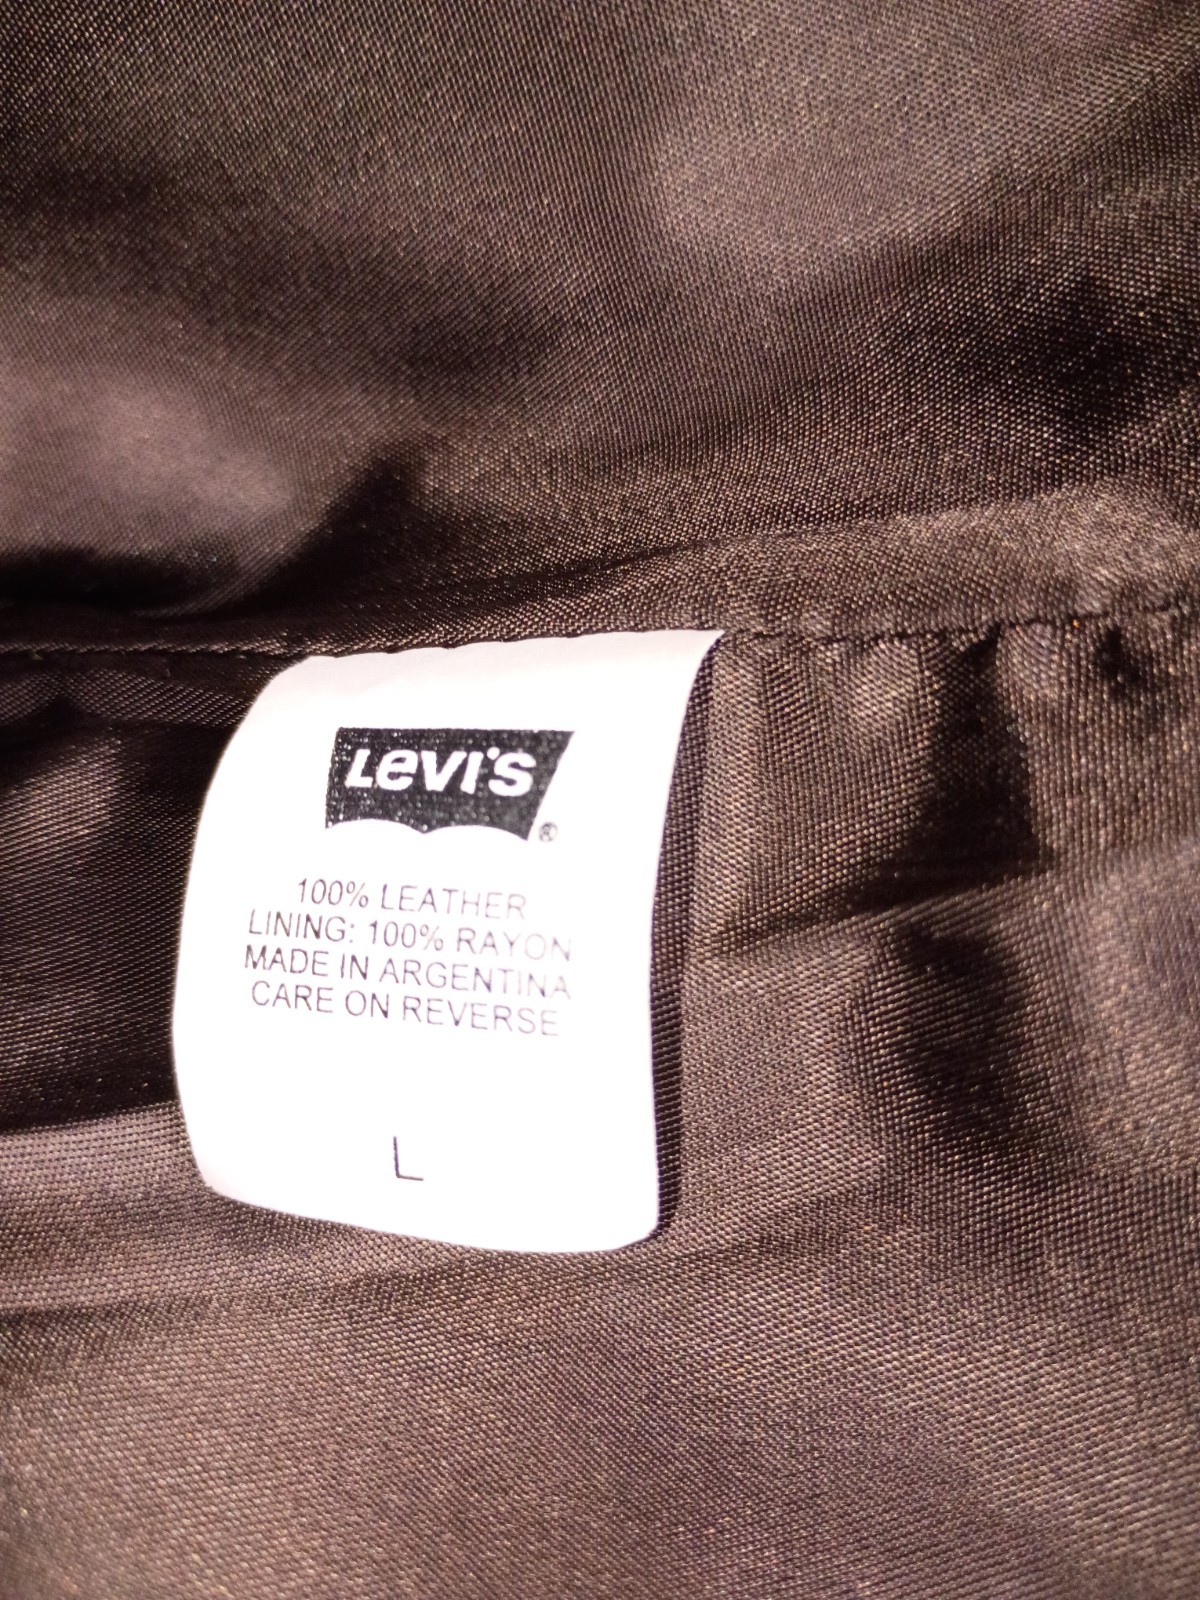 Levi's ®
100% LEATHER
LINING: 100% RAYON
MADE IN ARGENTINA
CARE ON REVERSE
L